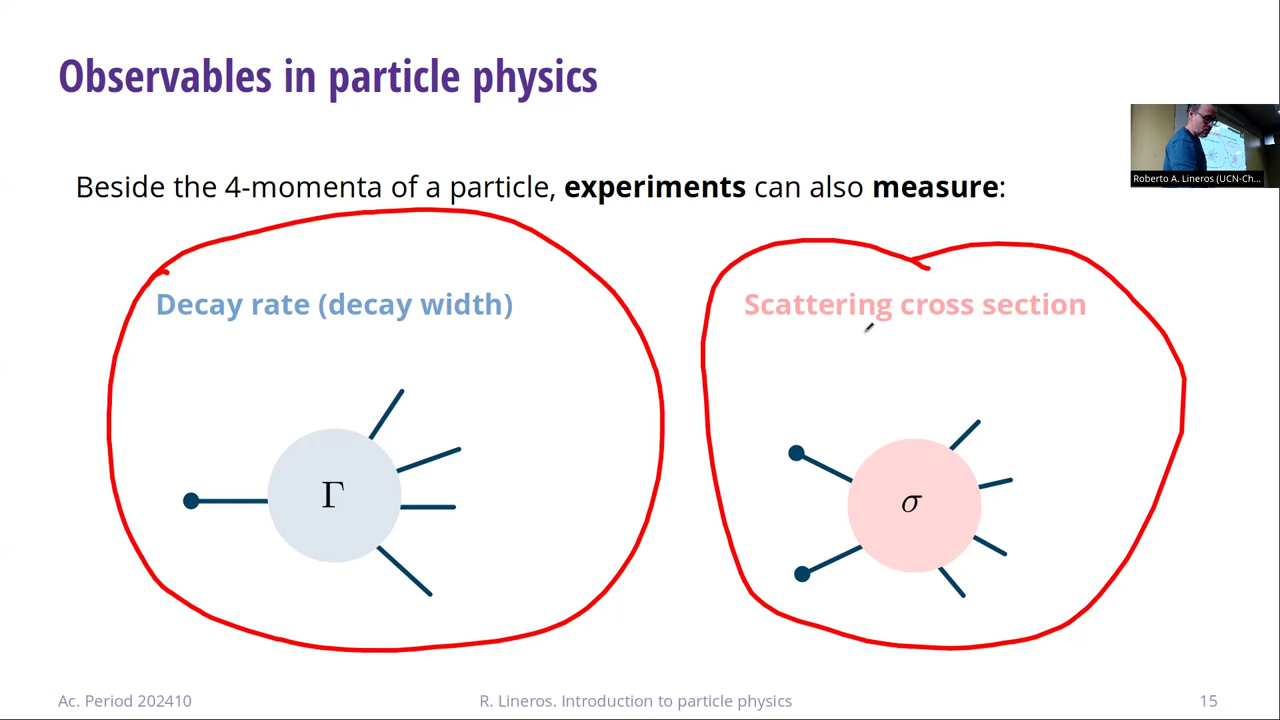 Observables in particle physics
Beside the 4-momenta of a particle, experiments can also measure:
Roberto A. Lineros (UCN-Ch...
Decay rate (decay width)
Scattering cross section
Γ
σ
Ac. Period 202410
R. Lineros. Introduction to particle physics
15